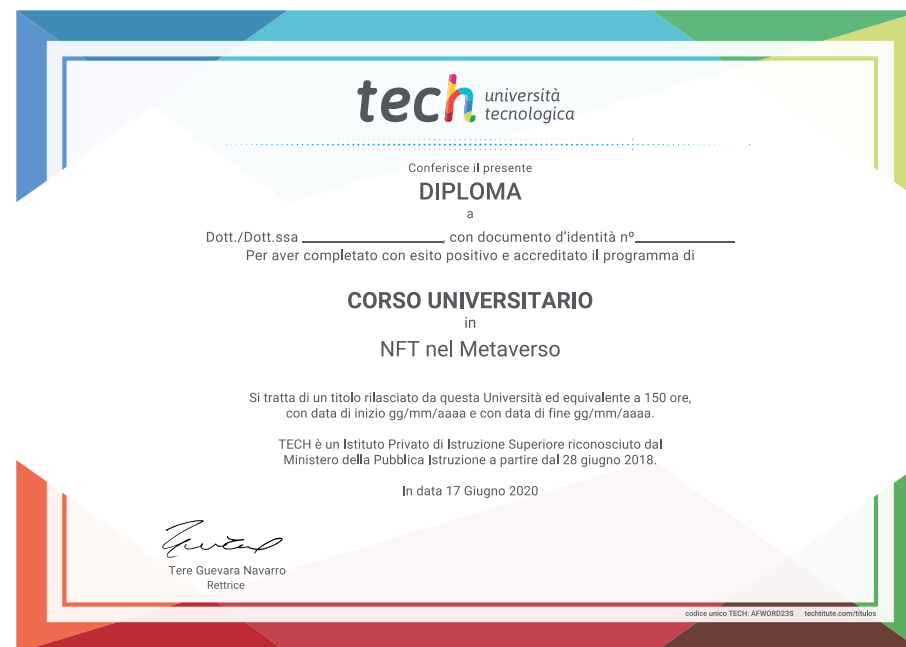 tech università
tecnologica
Conferisce il presente
DIPLOMA
a
Dott./Dott.ssa ____________, con documento d'identità nº____________
Per aver completato con esito positivo e accreditato il programma di
CORSO UNIVERSITARIO
in
NFT nel Metaverso
Si tratta di un titolo rilasciato da questa Università ed equivalente a 150 ore,
con data di inizio gg/mm/aaaa e con data di fine gg/mm/aaaa.
TECH è un Istituto Privato di Istruzione Superiore riconosciuto dal
Ministero della Pubblica Istruzione a partire dal 28 giugno 2018.
In data 17 Giugno 2020
Tere Guevara Navarro
Rettrice
codice unico TECH: AFWORD23S techtitute.com/títulos